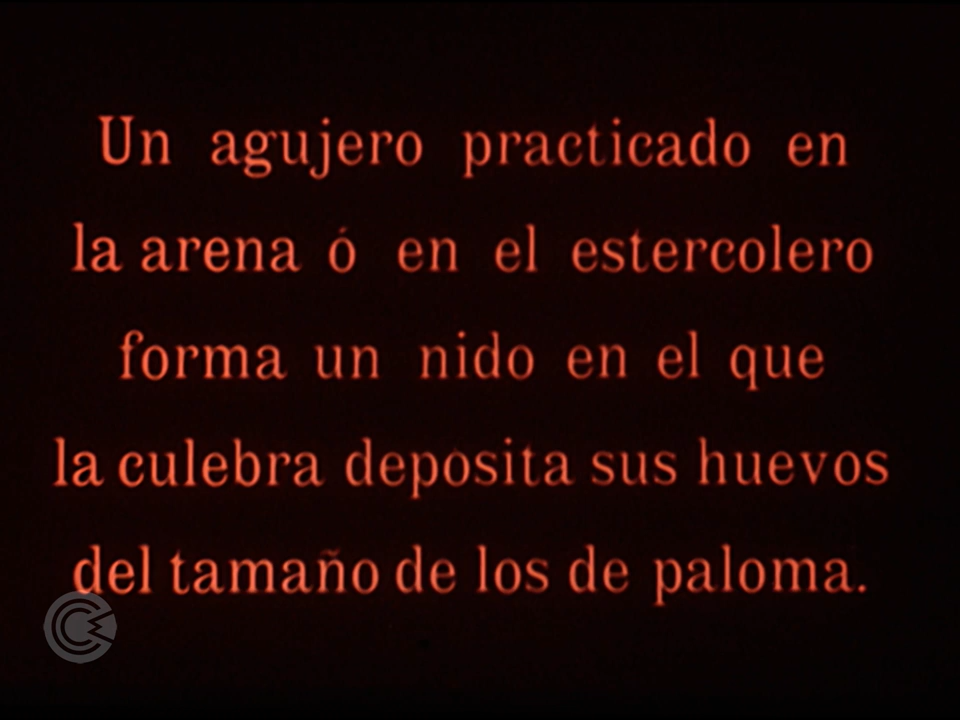 Un agujero practicado en
la arena ó en el estercolero
forma un nido en el que
la culebra deposita sus huevos
del tamaño de los de paloma.